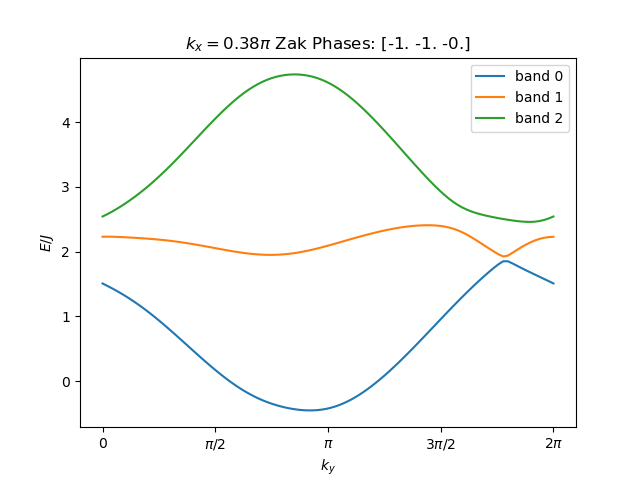 $k_x = 0.38\pi$ Zak Phases: [-1. -1. -0.]
band 0
band 1
band 2
4
3
2
1
0
E/J
0
π/2
π
3π/2
2π
$k_y$